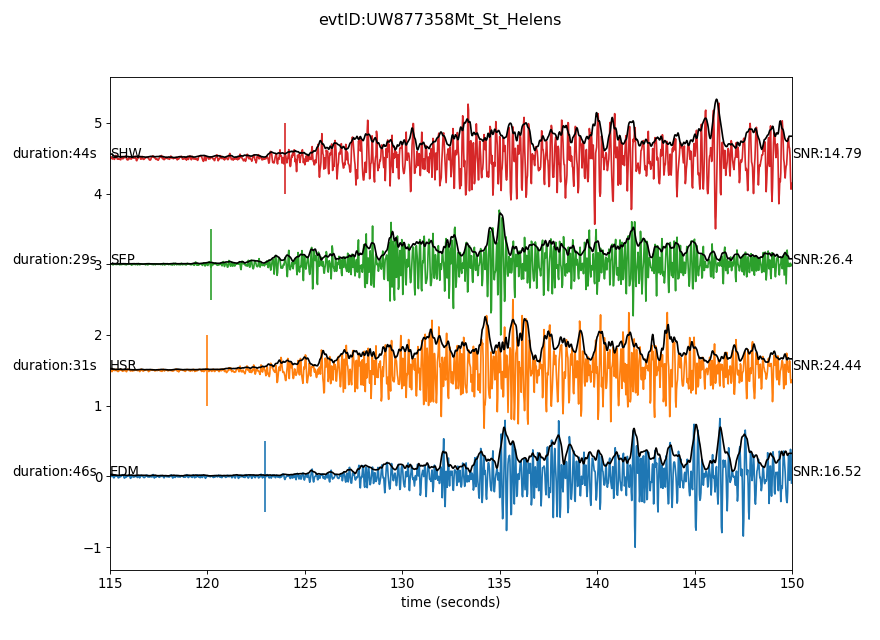 evtID:UW877358Mt_St_Helens
5
duration:44s SHW SNR:14.79
4
duration:29s SEP SNR:26.4
3
2
duration:31s HSR SNR:24.44
1
duration:46s EDM SNR:16.52
0
−1
115 120 125 130 135 140 145 150
time (seconds)